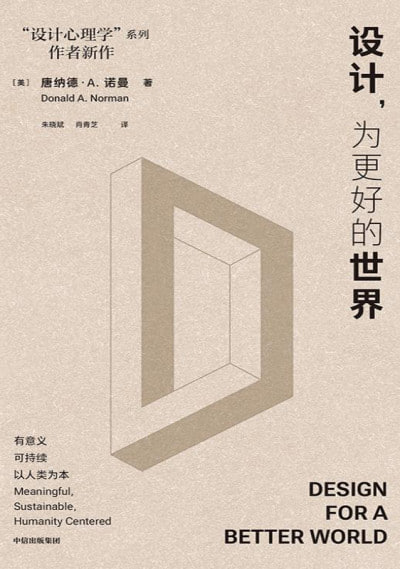 “设计心理学”系列
作者新作
［美］ 唐纳德·A. 诺曼 著
Donald A. Norman
朱晓斌 肖雨芝 译
设计，为更好的世界
有意义
可持续
以人类为本
Meaningful,
Sustainable,
Humanity Centered
中信出版集团
DESIGN
FOR A
BETTER WORLD